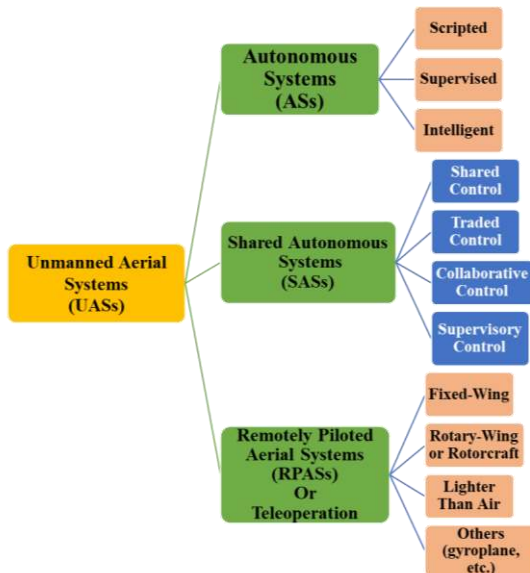 Unmanned Aerial
Systems
(UASs)
Autonomous
Systems
(ASs)
Scripted
Supervised
Intelligent
Shared Autonomous
Systems
(SASs)
Shared
Control
Traded
Control
Collaborative
Control
Supervisory
Control
Remotely Piloted
Aerial Systems
(RPASs)
Or
Teleoperation
Fixed-Wing
Rotary-Wing
or Rotorcraft
Lighter
Than Air
Others
(gyroplane,
etc.)